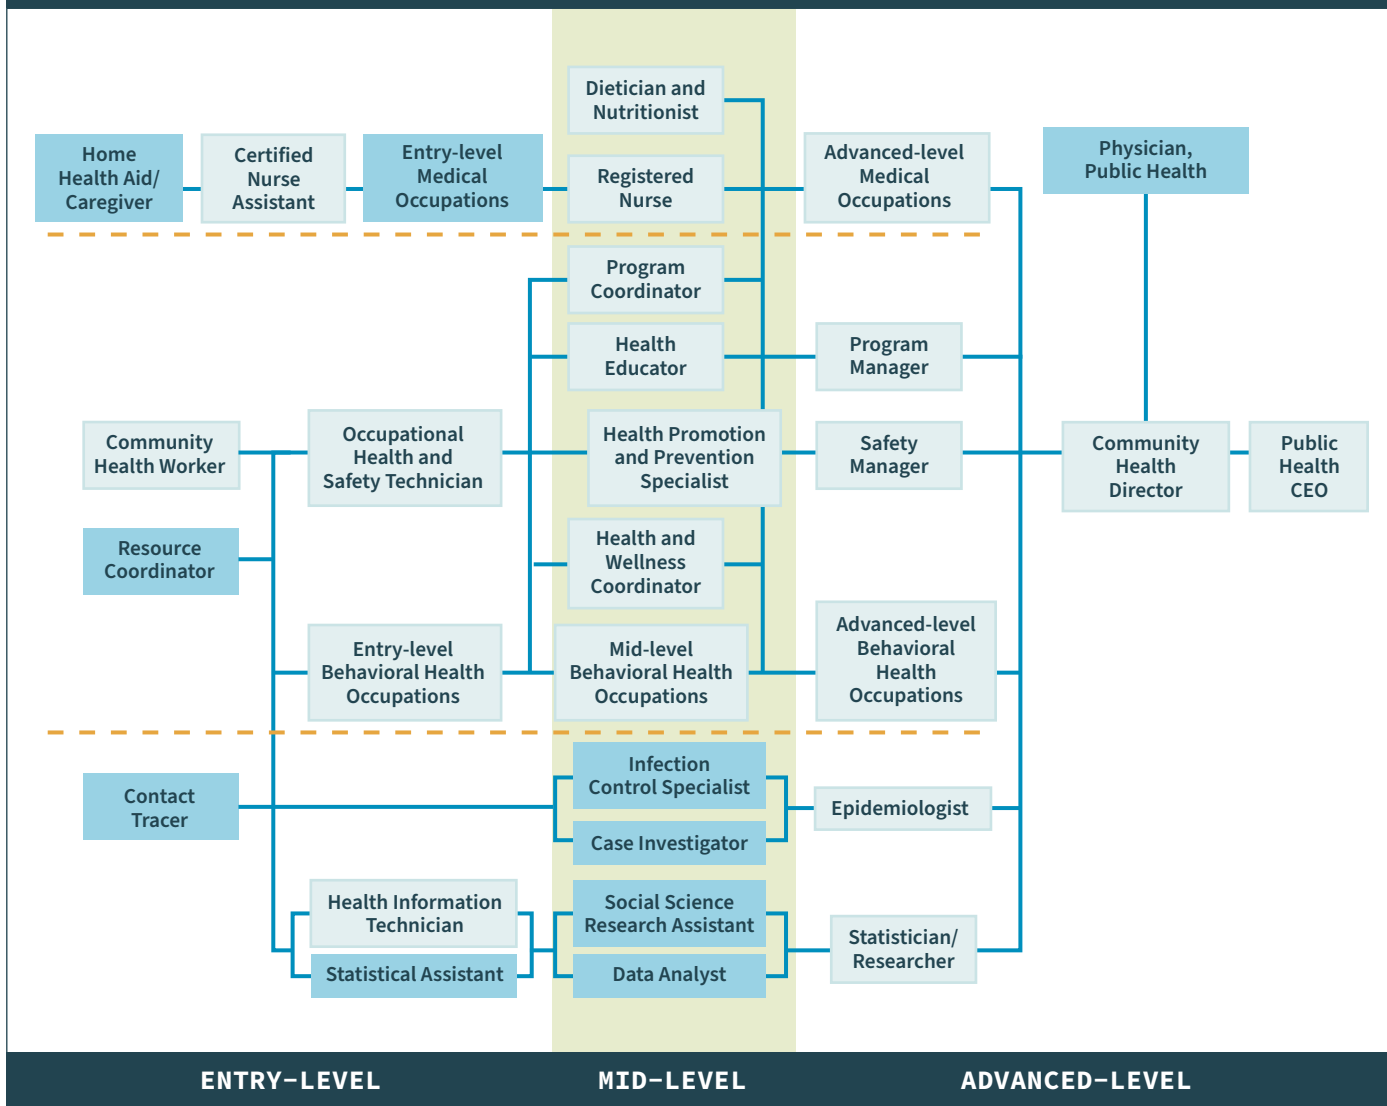 Dietician and
Nutritionist
Home
Health Aid/
Caregiver
Certified
Nurse
Assistant
Entry-level
Medical
Occupations
Registered
Nurse
Advanced-level
Medical
Occupations
Physician,
Public Health
Program
Coordinator
Health
Educator
Program
Manager
Community
Health Worker
Occupational
Health and
Safety Technician
Health Promotion
and Prevention
Specialist
Safety
Manager
Community
Health
Director
Public
Health
CEO
Resource
Coordinator
Health and
Wellness
Coordinator
Entry-level
Behavioral Health
Occupations
Mid-level
Behavioral Health
Occupations
Advanced-level
Behavioral
Health
Occupations
Contact
Tracer
Infection
Control Specialist
Case Investigator
Epidemiologist
Health Information
Technician
Statistical Assistant
Social Science
Research Assistant
Data Analyst
Statistician/
Researcher
ENTRY-LEVEL
MID-LEVEL
ADVANCED-LEVEL